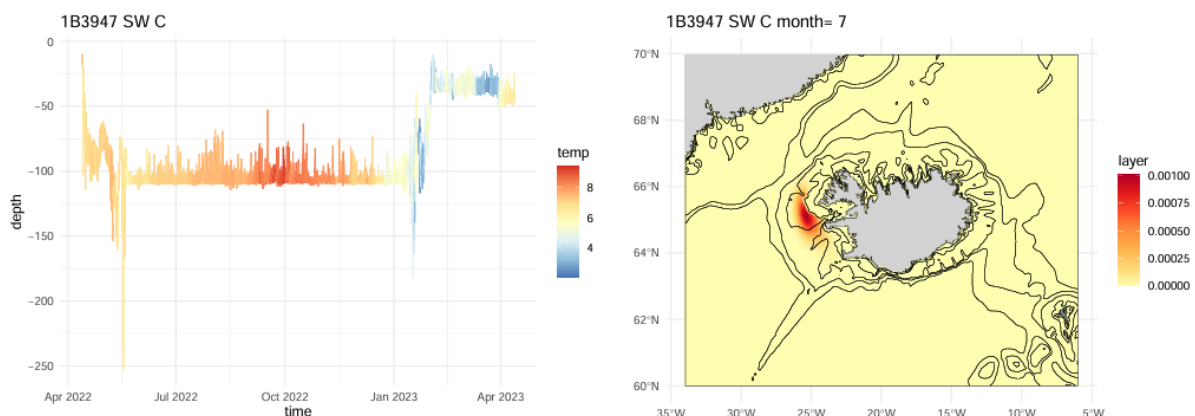 1B3947 SW C
0
−50
−100
−150
−200
−250
depth
Apr 2022
Jul 2022
Oct 2022
Jan 2023
Apr 2023
time
temp
8
6
4
1B3947 SW C month= 7
70°N
68°N
66°N
64°N
62°N
60°N
35°W
30°W
25°W
20°W
15°W
10°W
5°W
layer
0.00100
0.00075
0.00050
0.00025
0.00000